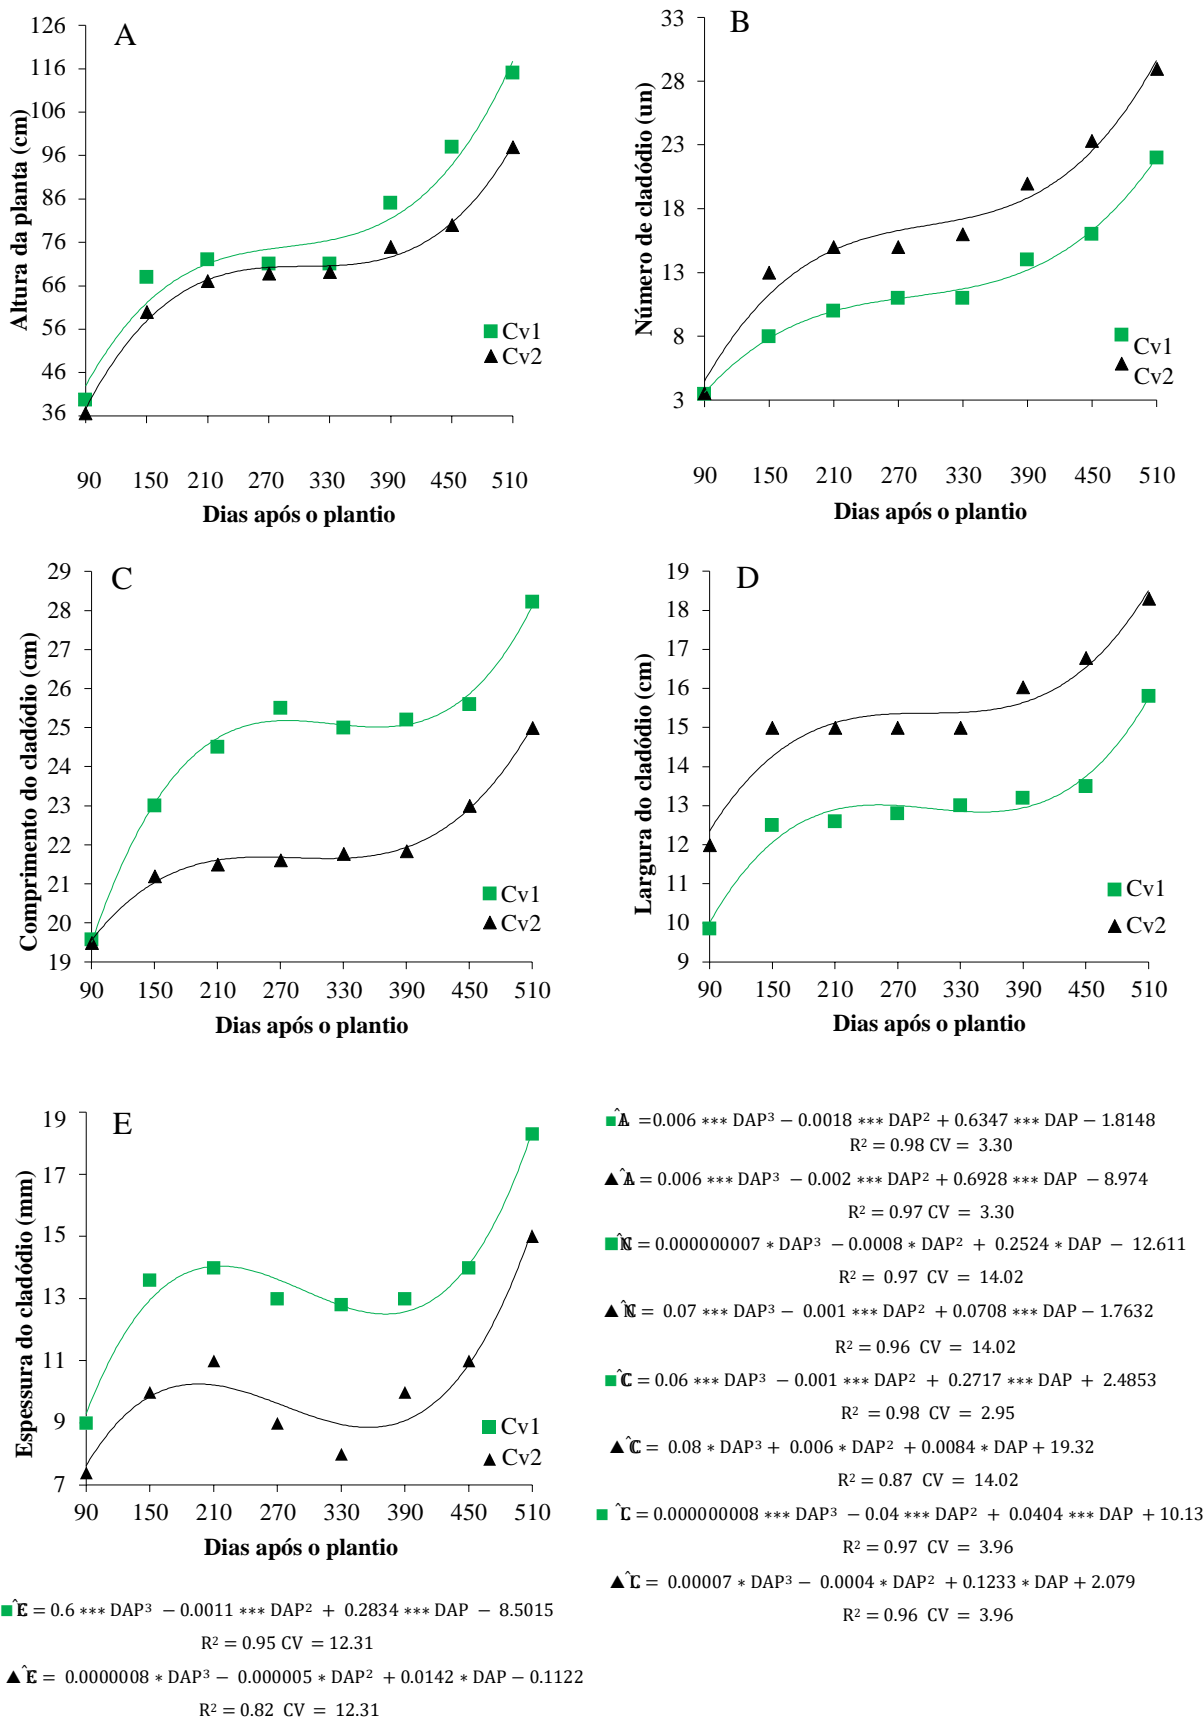 A
126
116
106
96
86
76
66
56
46
36
Altura da planta (cm)
Cv1
Cv2
90 150 210 270 330 390 450 510
Dias após o plantio
B
33
28
23
18
13
8
3
Número de cladódio (un)
Cv1
Cv2
90 150 210 270 330 390 450 510
Dias após o plantio
C
29
28
27
26
25
24
23
22
21
20
19
Comprimento do cladódio (cm)
Cv1
Cv2
90 150 210 270 330 390 450 510
Dias após o plantio
D
19
18
17
16
15
14
13
12
11
10
9
Largura do cladódio (cm)
Cv1
Cv2
90 150 210 270 330 390 450 510
Dias após o plantio
E
19
17
15
13
11
9
7
Espessura do cladódio (mm)
Cv1
Cv2
90 150 210 270 330 390 450 510
Dias após o plantio
= 0.6 *** DAP³ − 0.0011 *** DAP² + 0.2834 *** DAP − 8.5015
R² = 0.95 CV = 12.31
= 0.0000008 * DAP³ − 0.000005 * DAP² + 0.0142 * DAP − 0.1122
R² = 0.82 CV = 12.31
=0.006 *** DAP³ − 0.0018 *** DAP² + 0.6347 *** DAP − 1.8148
R² = 0.98 CV = 3.30
= 0.006 *** DAP³ − 0.002 *** DAP² + 0.6928 *** DAP − 8.974
R² = 0.97 CV = 3.30
= 0.000000007 * DAP³ − 0.0008 * DAP² + 0.2524 * DAP − 12.611
R² = 0.97 CV = 14.02
= 0.07 *** DAP³ − 0.001 *** DAP² + 0.0708 *** DAP − 1.7632
R² = 0.96 CV = 14.02
= 0.06 *** DAP³ − 0.001 *** DAP² + 0.2717 *** DAP + 2.4853
R² = 0.98 CV = 2.95
= 0.08 * DAP³ + 0.006 * DAP² + 0.0084 * DAP + 19.32
R² = 0.87 CV = 14.02
= 0.000000008 *** DAP³ − 0.04 *** DAP² + 0.0404 *** DAP + 10.13
R² = 0.97 CV = 3.96
= 0.00007 * DAP³ − 0.0004 * DAP² + 0.1233 * DAP + 2.079
R² = 0.96 CV = 3.96